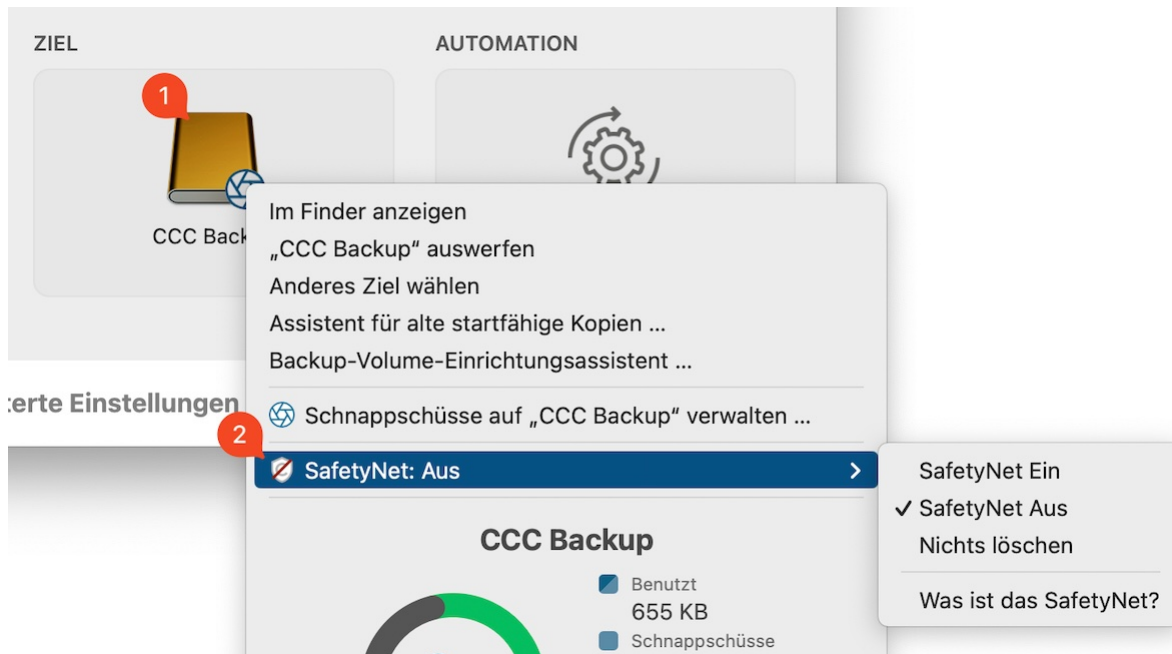 ZIEL
AUTOMATION
1
CCC Back
Im Finder anzeigen
„CCC Backup“ auswerfen
Anderes Ziel wählen
Assistent für alte startfähige Kopien ...
Backup-Volume-Einrichtungsassistent ...
Schnappschüsse auf „CCC Backup“ verwalten ...
terte Einstellungen
2
SafetyNet: Aus
SafetyNet Ein
SafetyNet Aus
Nichts löschen
Was ist das SafetyNet?
CCC Backup
Benutzt
655 KB
Schnappschüsse